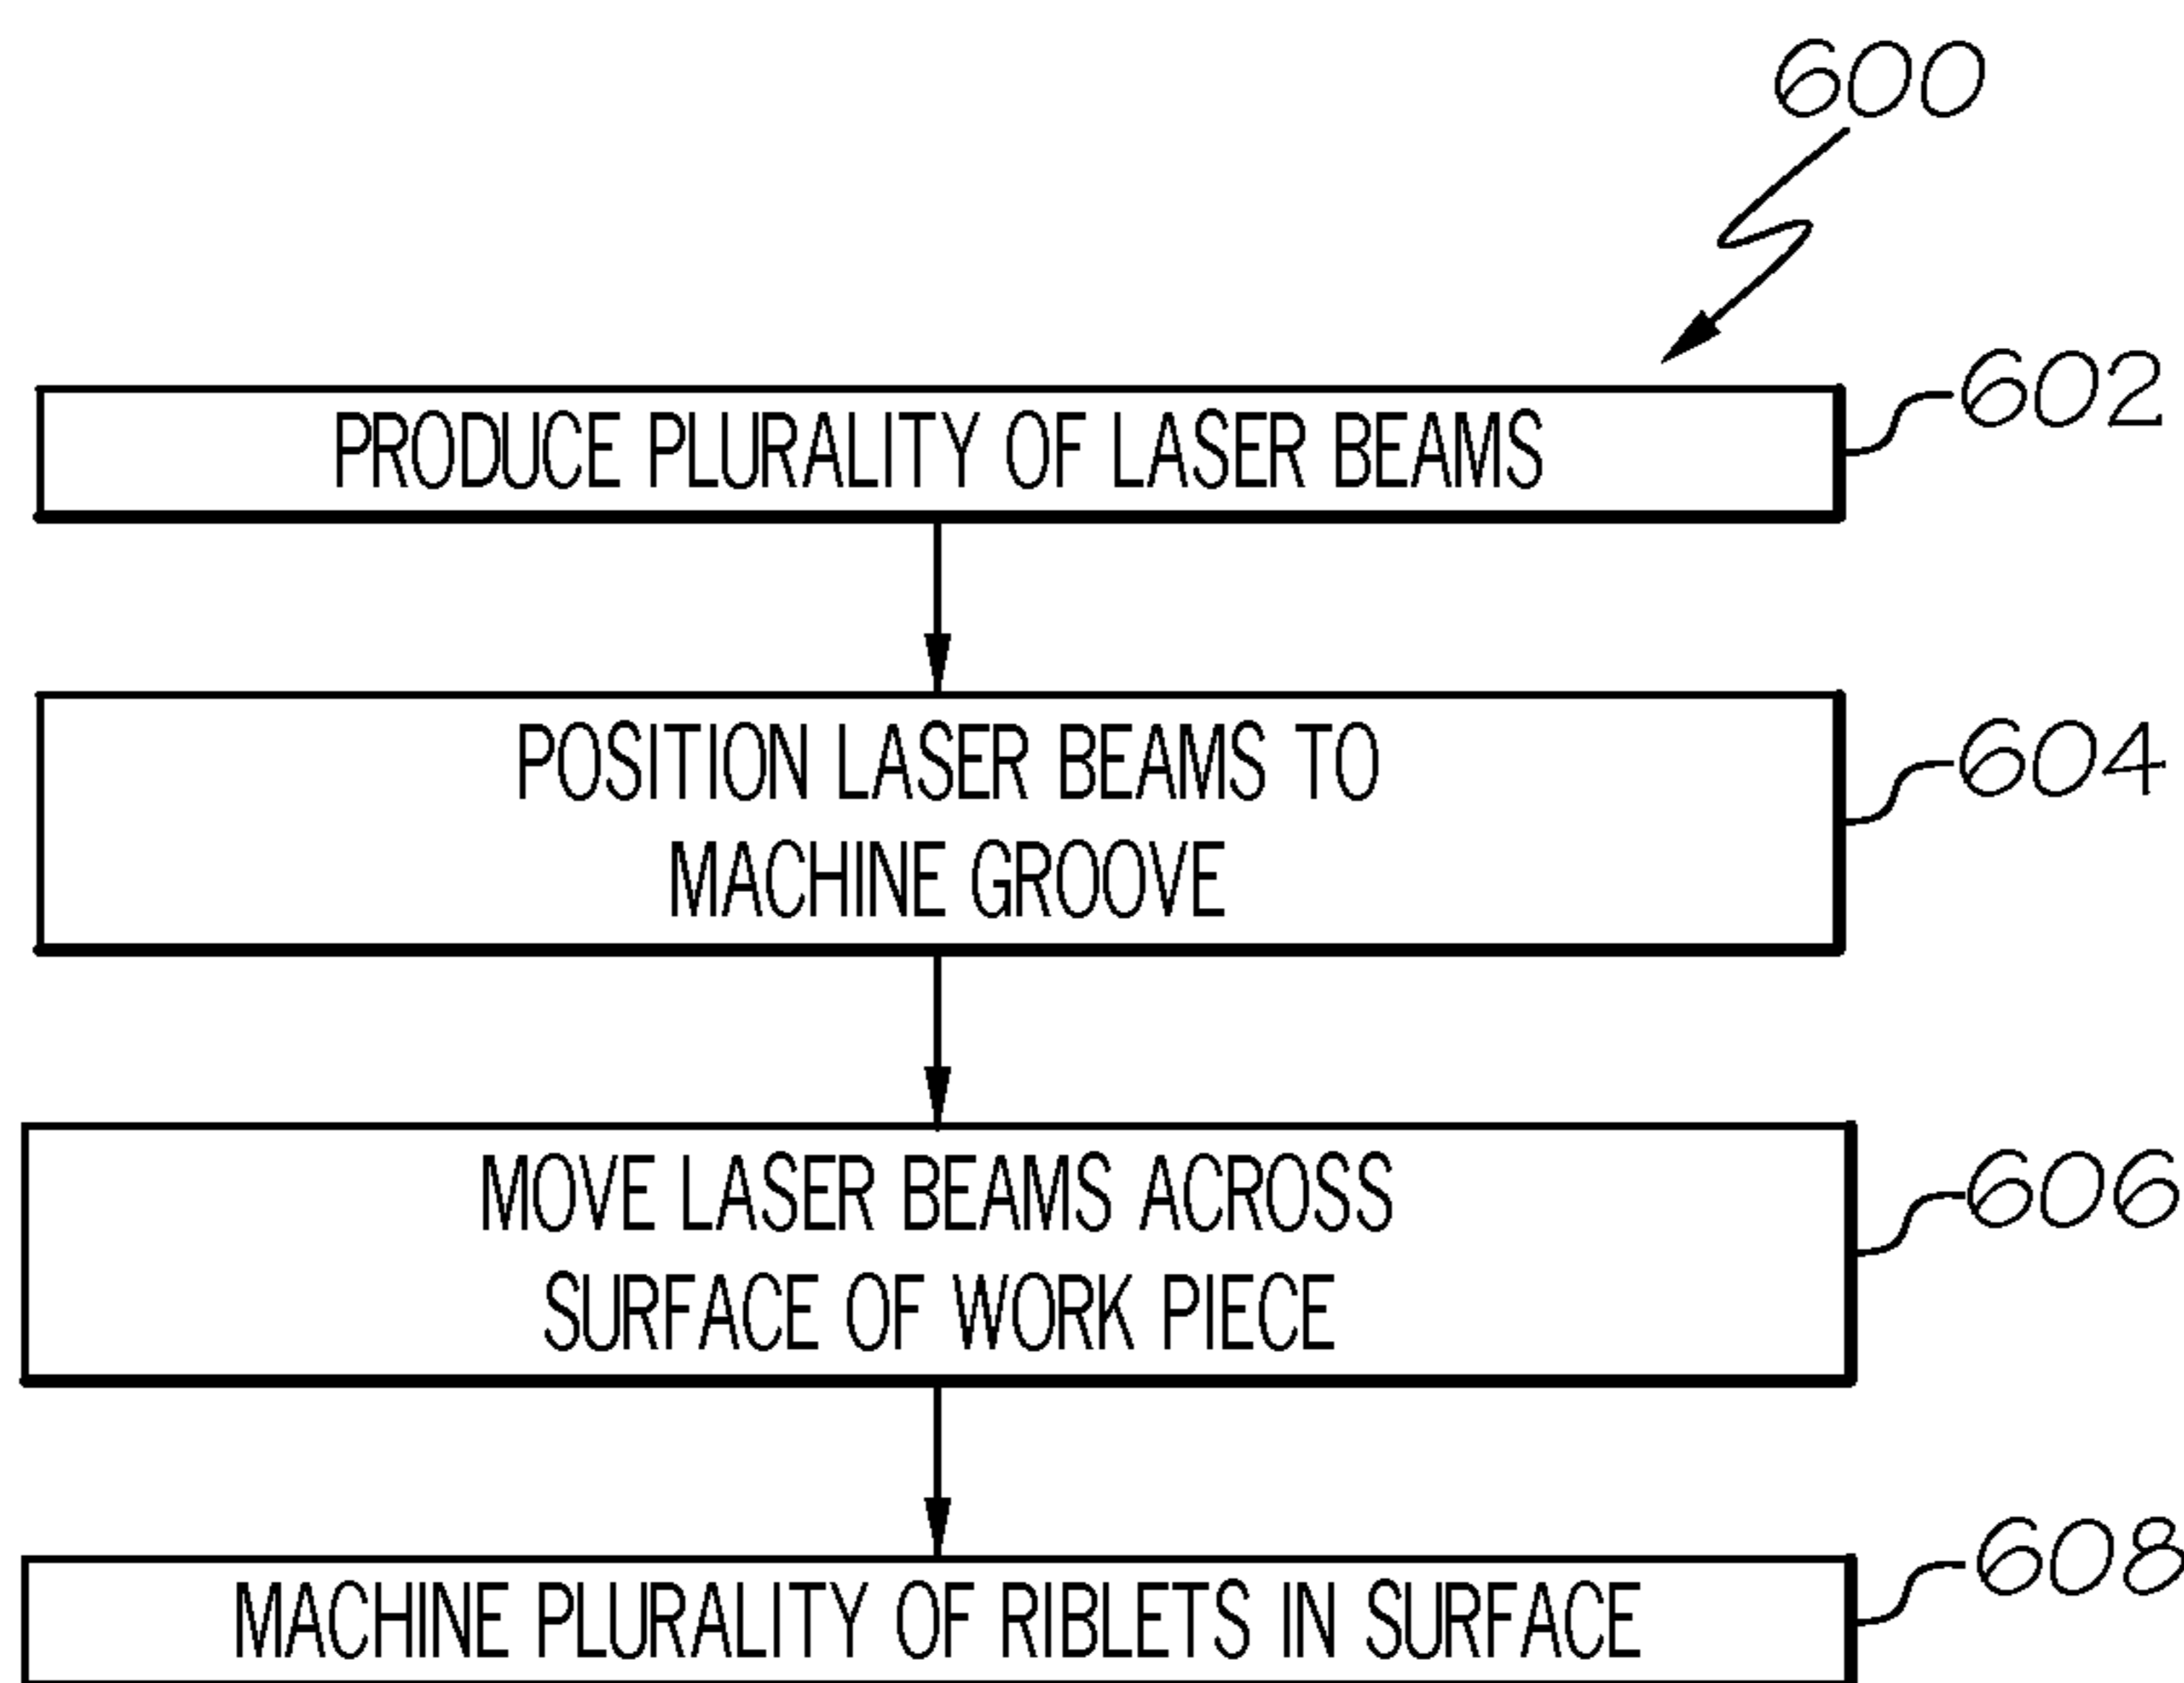 600
PRODUCE PLURALITY OF LASER BEAMS
602
POSITION LASER BEAMS TO
MACHINE GROOVE
604
MOVE LASER BEAMS ACROSS
SURFACE OF WORK PIECE
606
MACHINE PLURALITY OF RIBLETS IN SURFACE
608